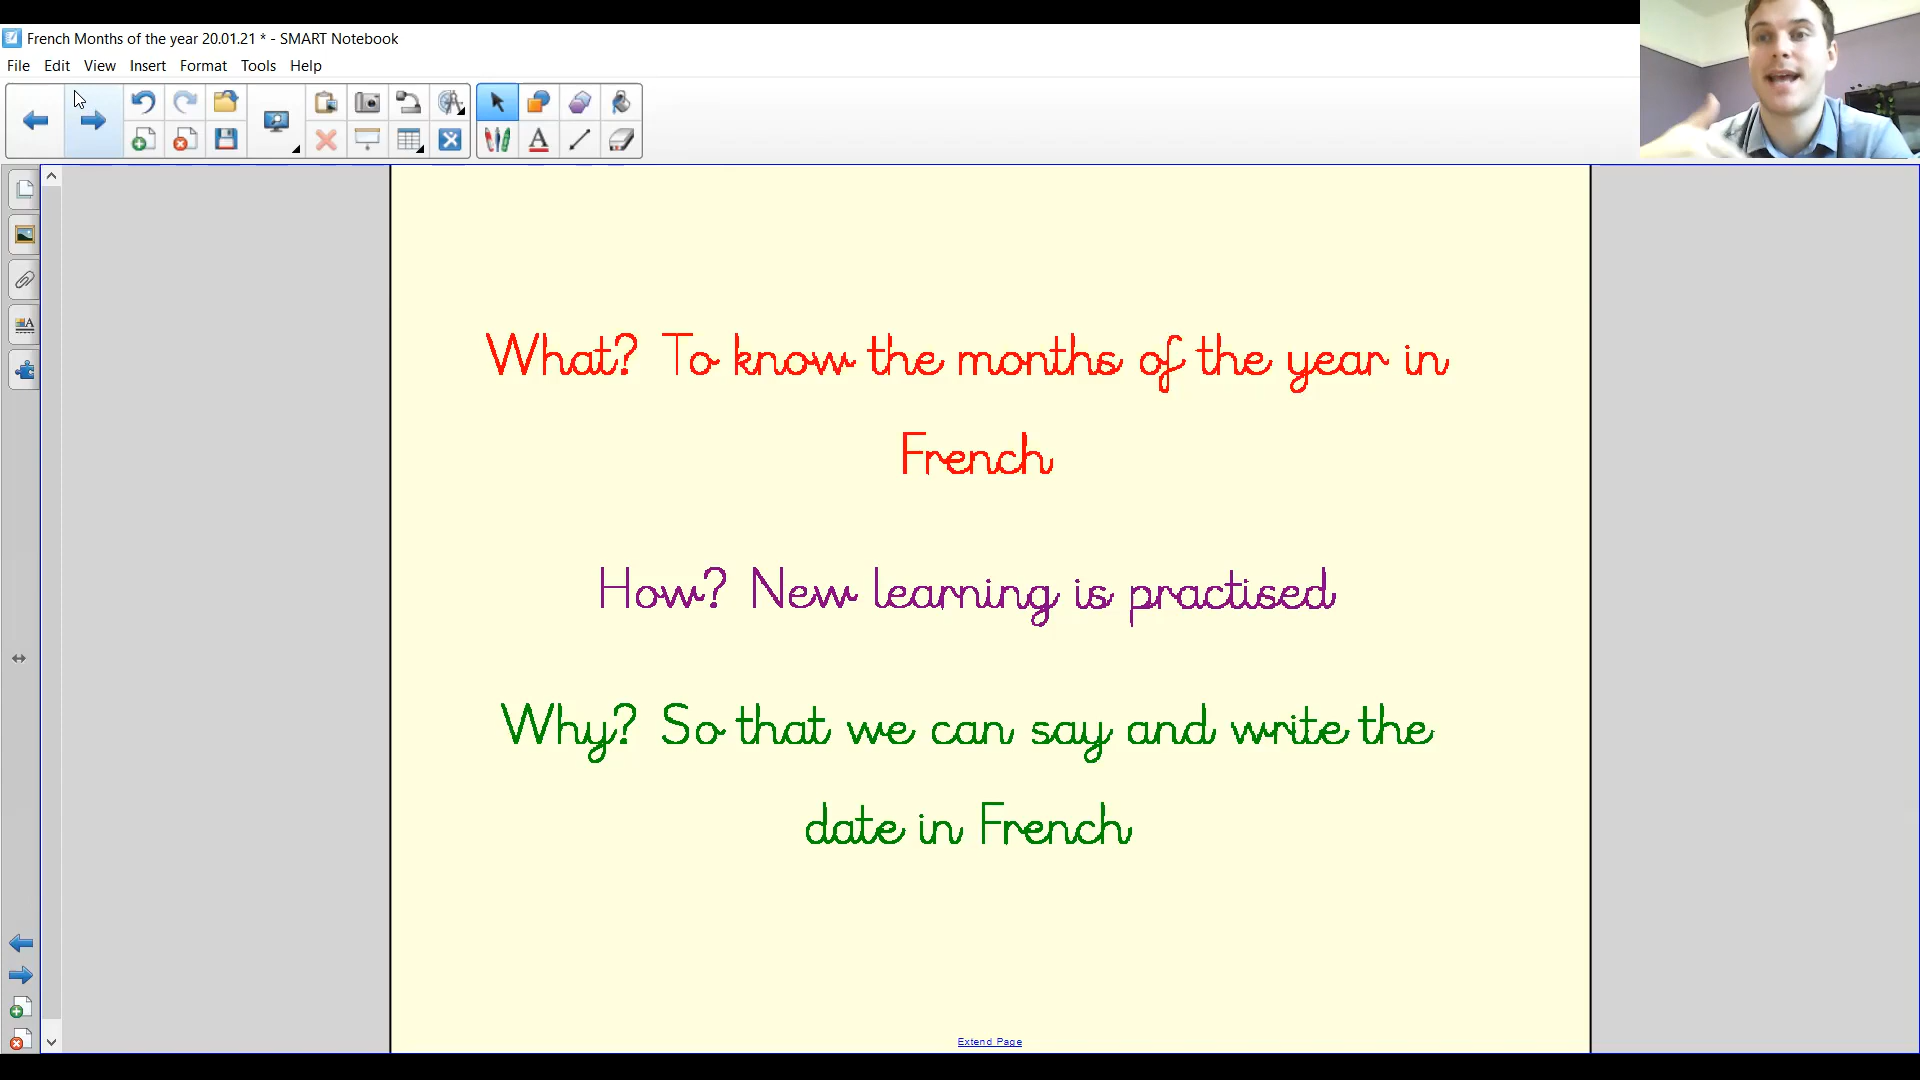 French Months of the year 20.01.21 * - SMART Notebook
File Edit View Insert Format Tools Help
What? To know the months of the year in
French
How? New learning is practised
Why? So that we can say and write the
date in French
Extend Page